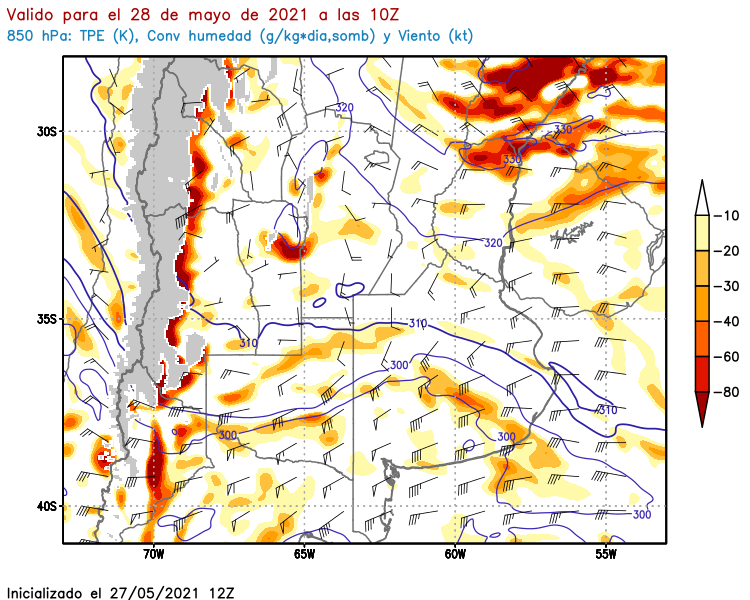 Valido para el 28 de mayo de 2021 a las 10Z
850 hPa: TPE (K), Conv humedad (g/kg*dia,somb) y Viento (kt)
320
330
30S
330
320
-10
-20
-30
-40
-60
-80
35S
310
310
300
310
300
300
40S
300
70W
65W
60W
55W
Inicializado el 27/05/2021 12Z